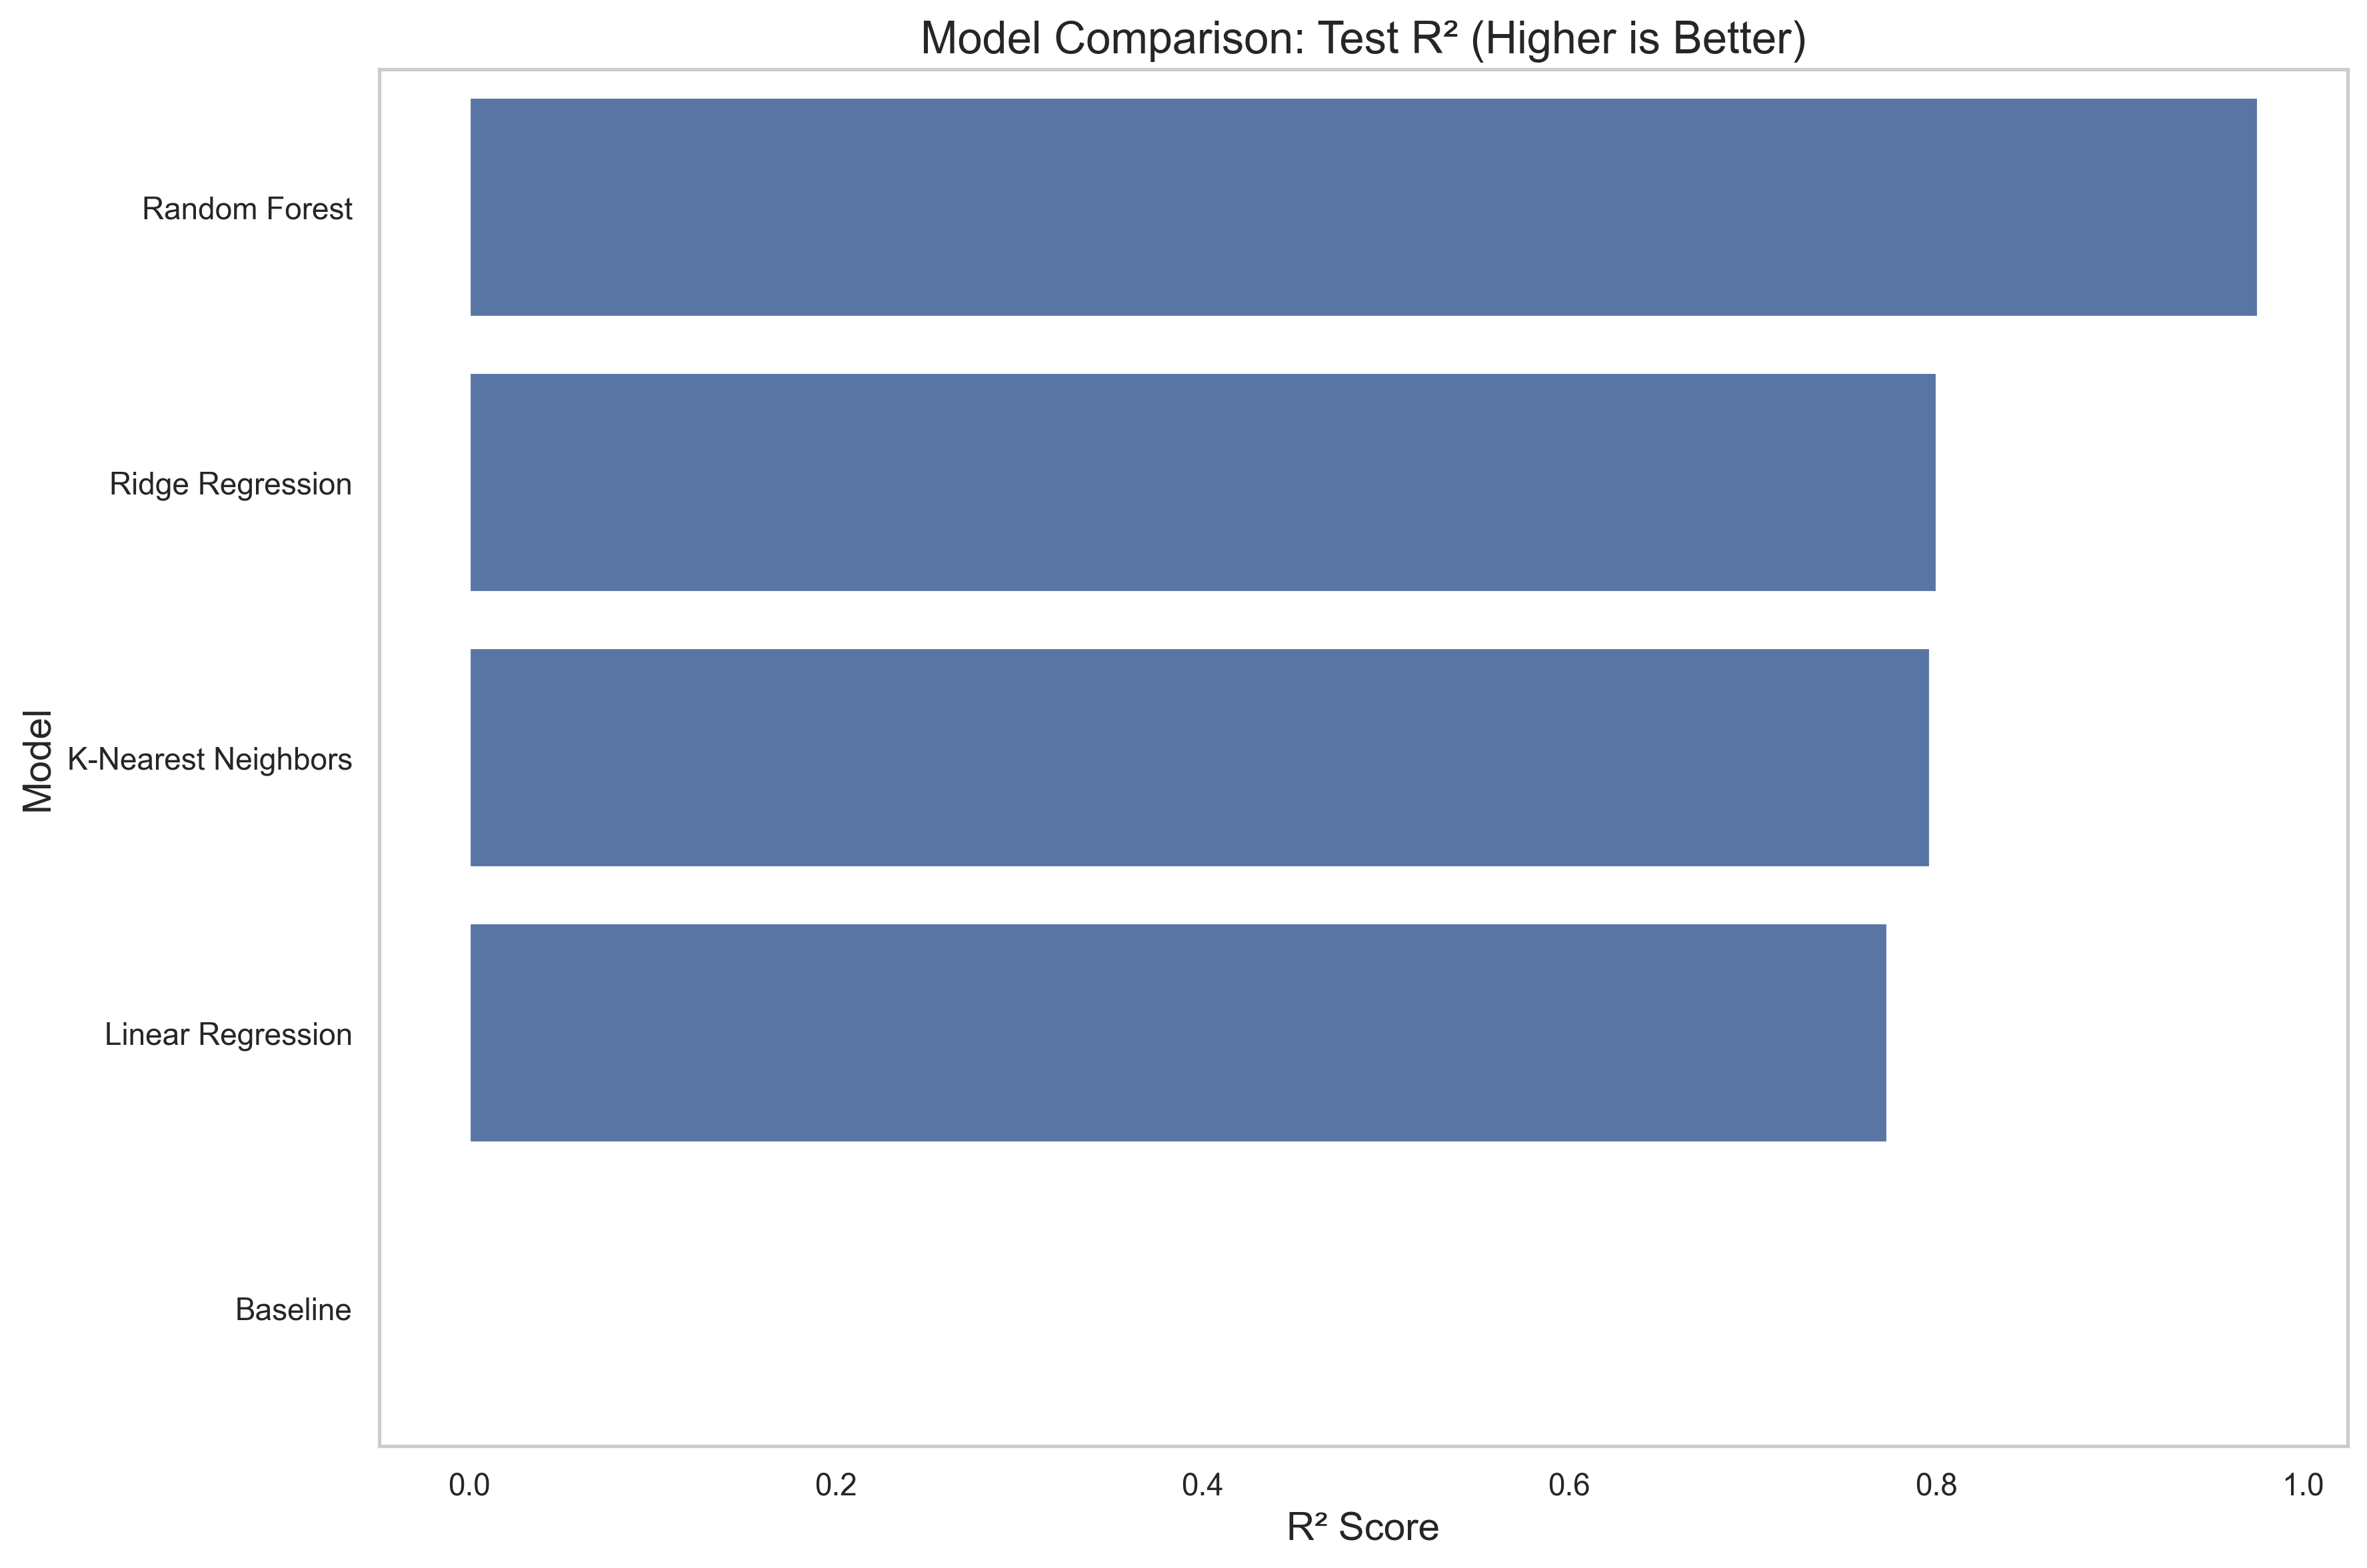 Model Comparison: Test R² (Higher is Better)
Random Forest
Ridge Regression
K-Nearest Neighbors
Linear Regression
Baseline
Model
0.0 0.2 0.4 0.6 0.8 1.0
R² Score